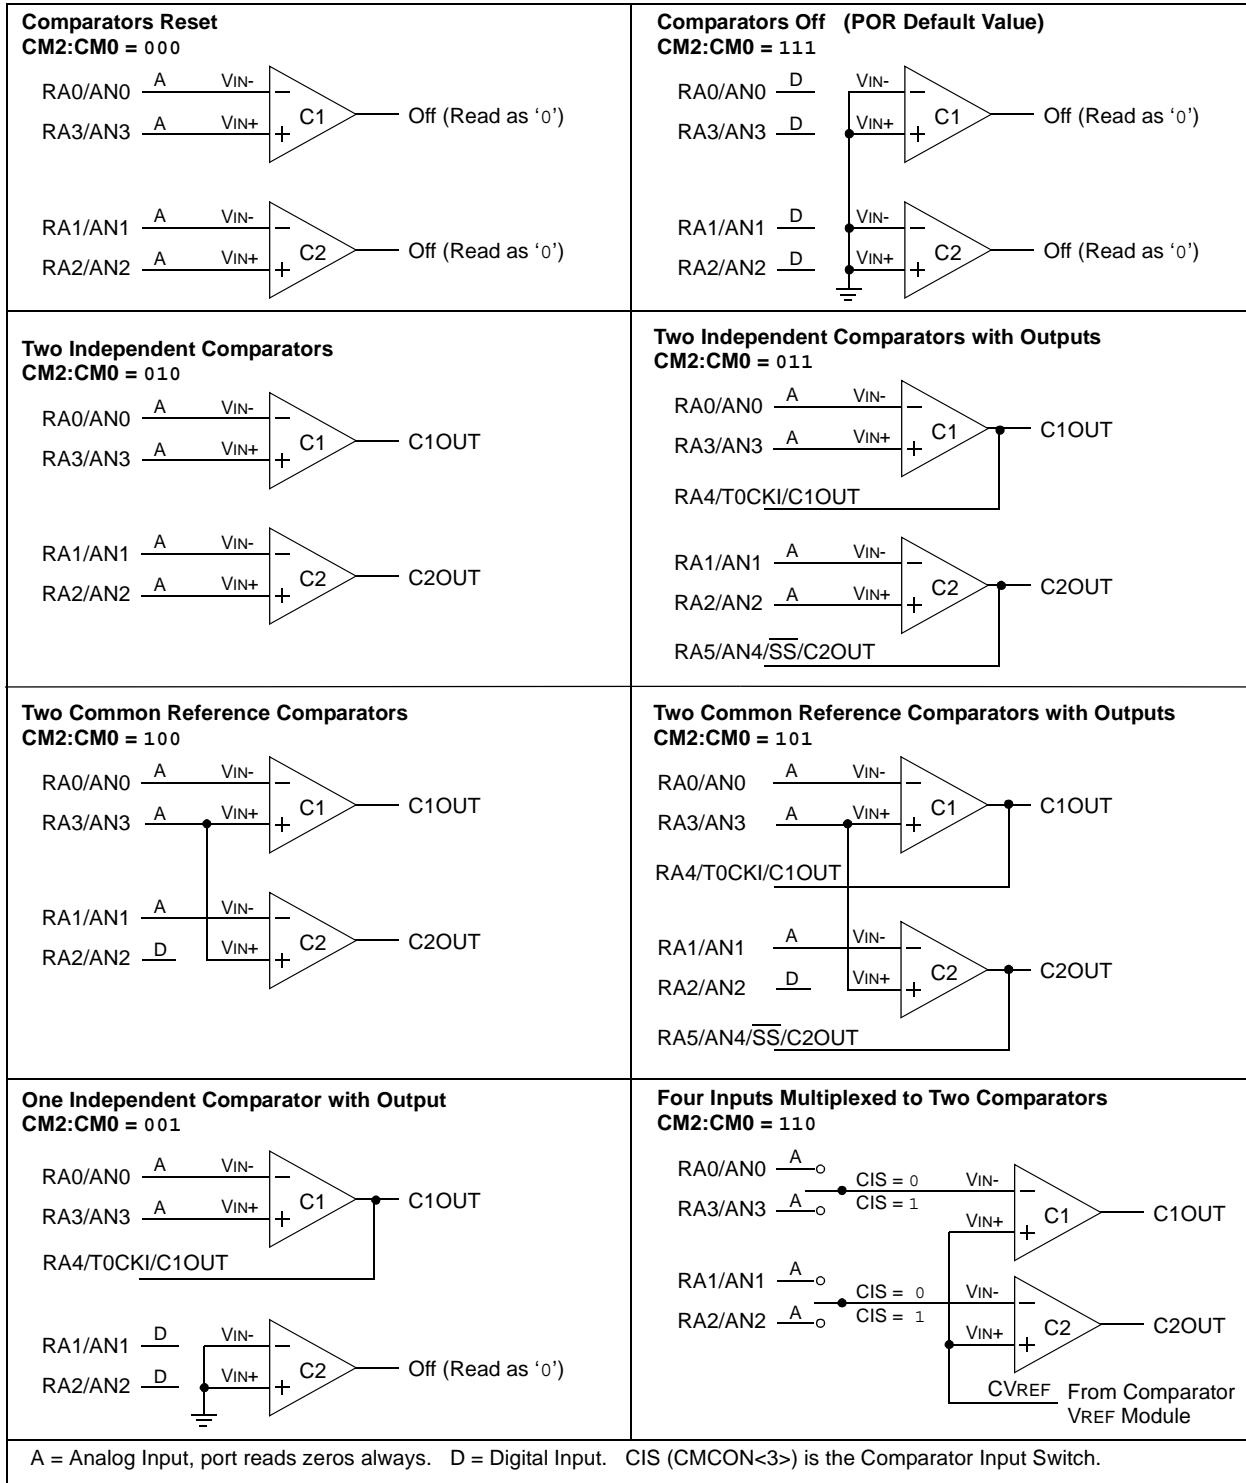 Comparators Reset
CM2:CM0 = 000
RA0/AN0 A VIN-
RA3/AN3 A VIN+
C1
Off (Read as ‘0’)
RA1/AN1 A VIN-
RA2/AN2 A VIN+
C2
Off (Read as ‘0’)
Comparators Off (POR Default Value)
CM2:CM0 = 111
RA0/AN0 D VIN-
RA3/AN3 D VIN+
C1
Off (Read as ‘0’)
RA1/AN1 D VIN-
RA2/AN2 D VIN+
C2
Off (Read as ‘0’)
Two Independent Comparators
CM2:CM0 = 010
RA0/AN0 A VIN-
RA3/AN3 A VIN+
C1
C1OUT
RA1/AN1 A VIN-
RA2/AN2 A VIN+
C2
C2OUT
Two Independent Comparators with Outputs
CM2:CM0 = 011
RA0/AN0 A VIN-
RA3/AN3 A VIN+
C1
C1OUT
RA4/T0CKI/C1OUT
RA1/AN1 A VIN-
RA2/AN2 A VIN+
C2
C2OUT
RA5/AN4/SS/C2OUT
Two Common Reference Comparators
CM2:CM0 = 100
RA0/AN0 A VIN-
RA3/AN3 A VIN+
C1
C1OUT
RA1/AN1 A VIN-
RA2/AN2 D VIN+
C2
C2OUT
Two Common Reference Comparators with Outputs
CM2:CM0 = 101
RA0/AN0 A VIN-
RA3/AN3 A VIN+
C1
C1OUT
RA4/T0CKI/C1OUT
RA1/AN1 A VIN-
RA2/AN2 D VIN+
C2
C2OUT
RA5/AN4/SS/C2OUT
One Independent Comparator with Output
CM2:CM0 = 001
RA0/AN0 A VIN-
RA3/AN3 A VIN+
C1
C1OUT
RA4/T0CKI/C1OUT
RA1/AN1 D VIN-
RA2/AN2 D VIN+
C2
Off (Read as ‘0’)
Four Inputs Multiplexed to Two Comparators
CM2:CM0 = 110
RA0/AN0 A
CIS = 0 VIN-
RA3/AN3 A CIS = 1
VIN+
C1
C1OUT
RA1/AN1 A
CIS = 0 VIN-
RA2/AN2 A CIS = 1
VIN+
C2
C2OUT
CVREF From Comparator
VREF Module
A = Analog Input, port reads zeros always. D = Digital Input. CIS (CMCON<3>) is the Comparator Input Switch.